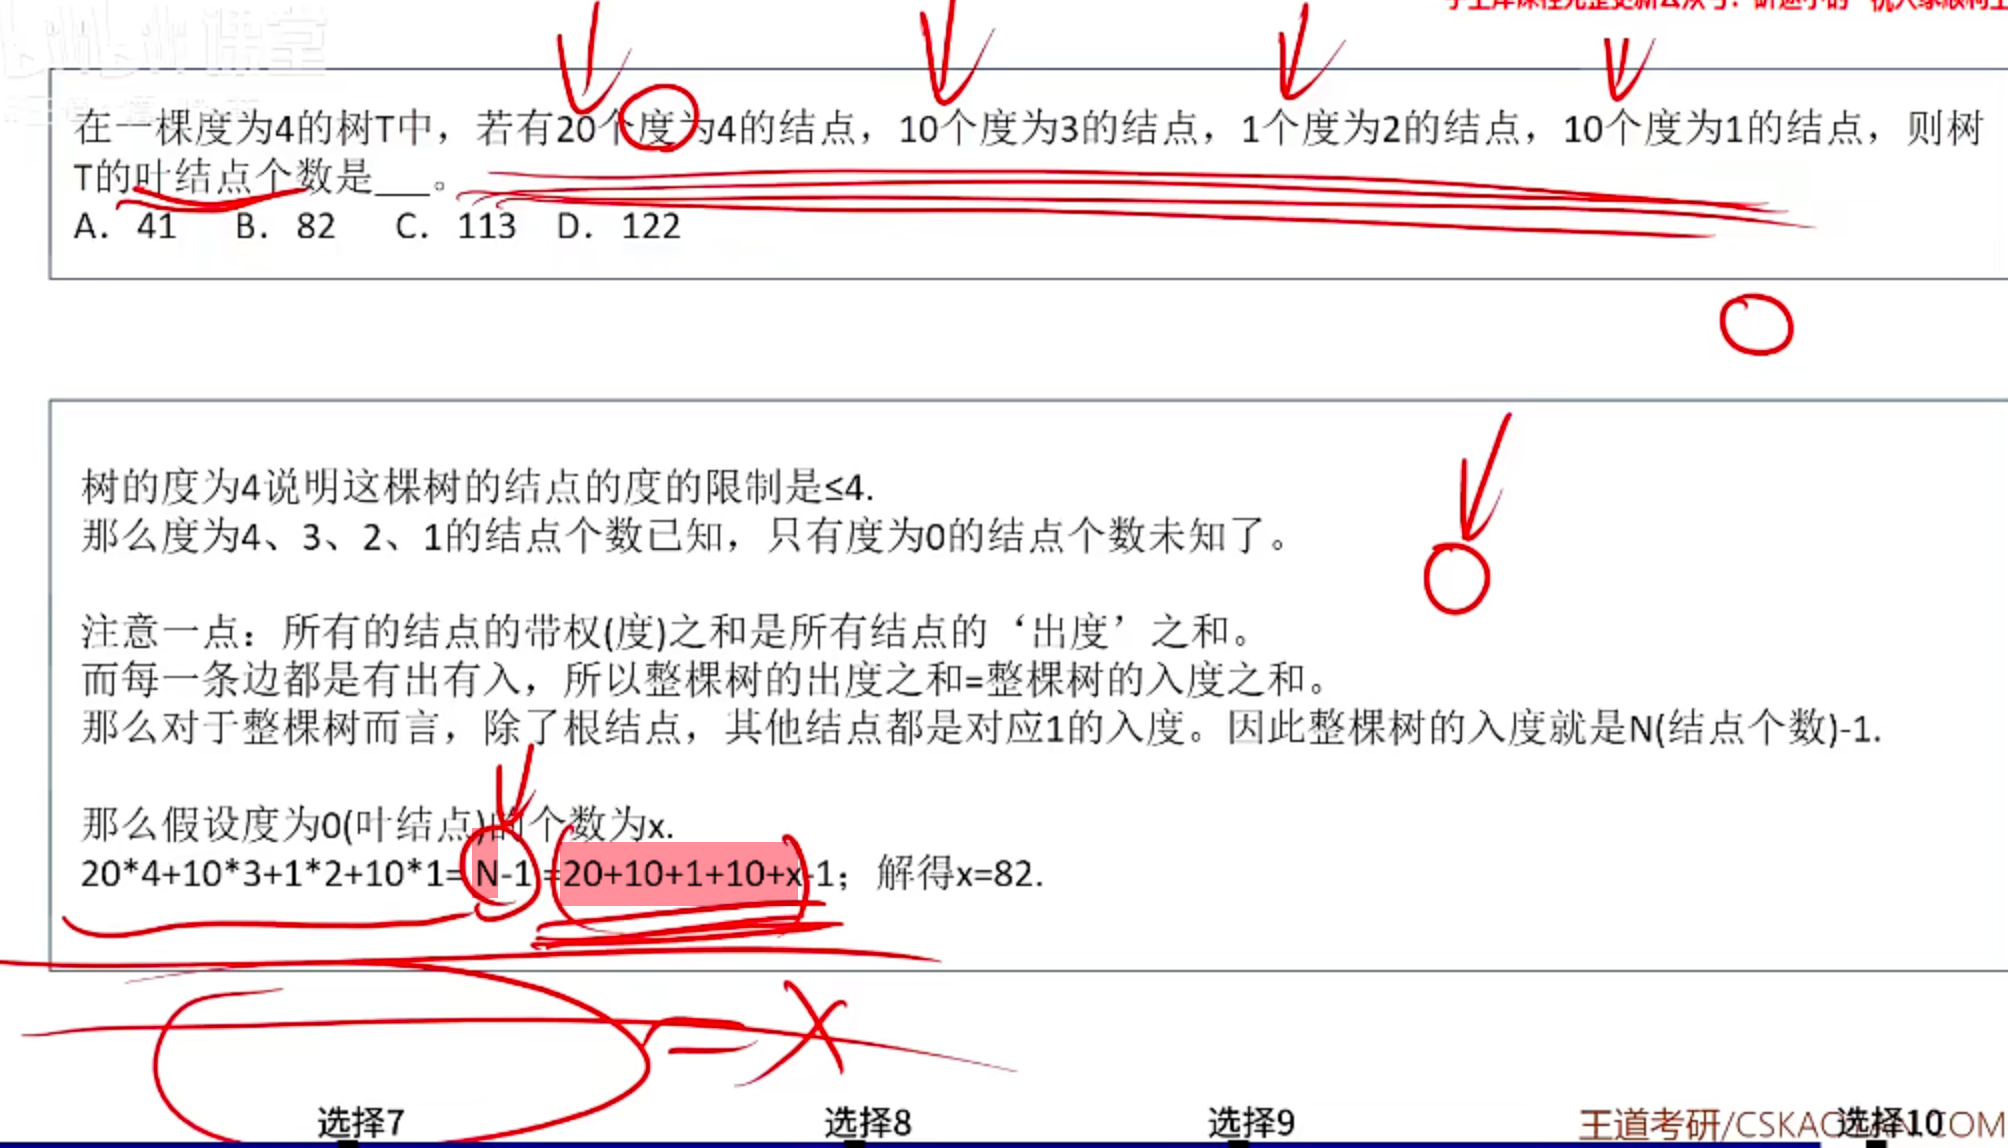 课堂
在一棵度为4的树T中，若有20个度为4的结点，10个度为3的结点，1个度为2的结点，10个度为1的结点，则树
T的叶结点个数是___。
A. 41 B. 82 C. 113 D. 122
树的度为4说明这棵树的结点的度的限制是≤4.
那么度为4、3、2、1的结点个数已知，只有度为0的结点个数未知了。
注意一点：所有的结点的带权(度)之和是所有结点的‘出度’之和。
而每一条边都是有出有入，所以整棵树的出度之和=整棵树的入度之和。
那么对于整棵树而言，除了根结点，其他结点都是对应1的入度。因此整棵树的入度就是N(结点个数)-1.
那么假设度为0(叶结点)的个数为x.
20*4+10*3+1*2+10*1= N-1 =20+10+1+10+x-1；解得x=82.
= X
选择7 选择8 选择9 选择10
王道考研/CSKAO
.COM